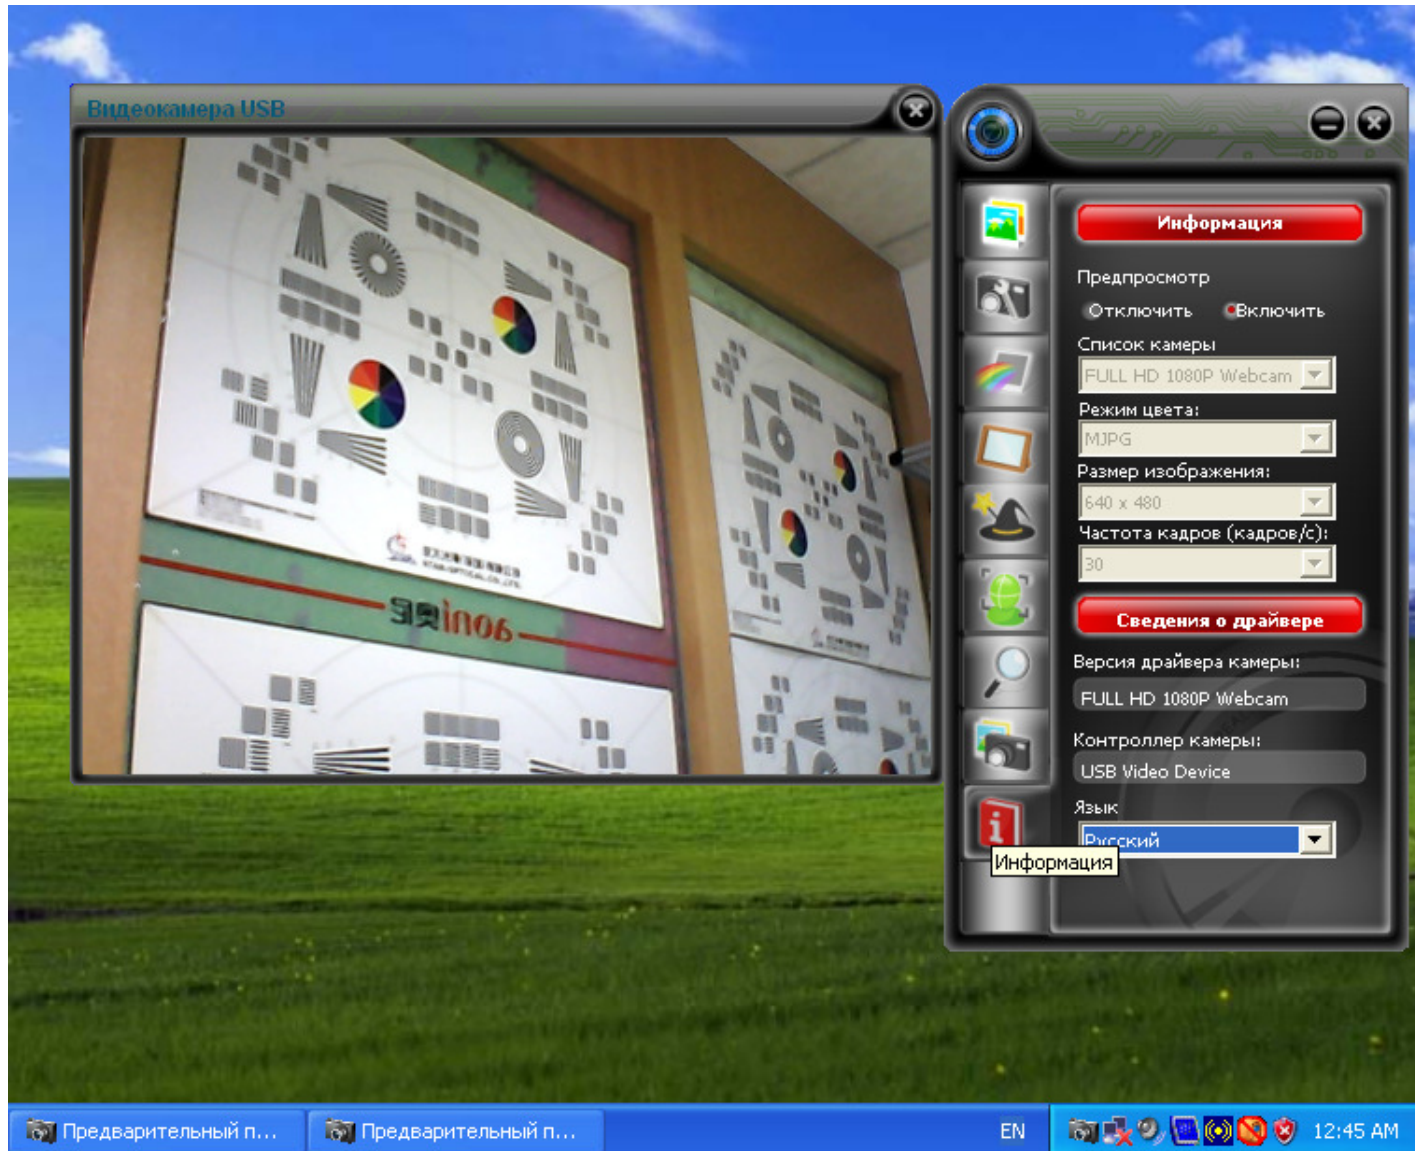 Видеокамера USB
Информация
Предпросмотр
Отключить Включить
Список камеры
FULL HD 1080P Webcam
Режим цвета:
MJPG
Размер изображения:
640 x 480
Частота кадров (кадров/с):
30
Сведения о драйвере
Версия драйвера камеры:
FULL HD 1080P Webcam
Контроллер камеры:
USB Video Device
Язык
Русский
Информация
aoni
Предварительный п...
Предварительный п...
EN
12:45 AM